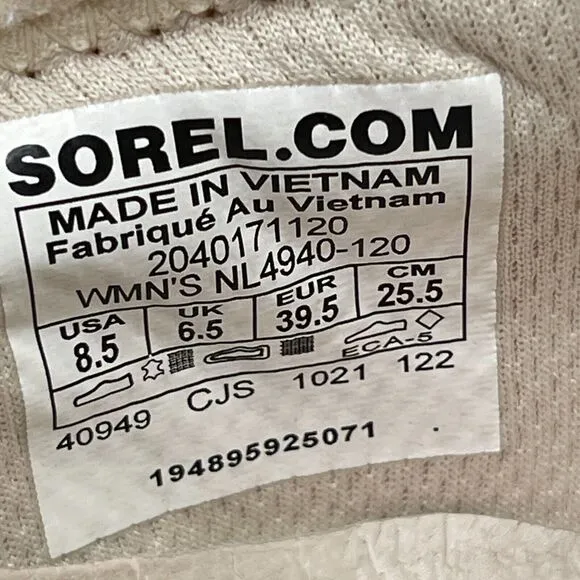 SOREL.COM
MADE IN VIETNAM
Fabriqué Au Vietnam
2040171120
WMN'S NL4940-120
USA UK EUR CM
8.5 6.5 39.5 25.5
ECA-5
40949 CJS 1021 122
194895925071